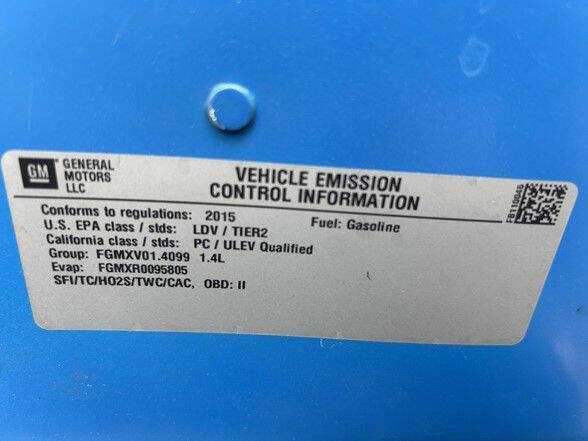 GM
GENERAL
MOTORS
LLC
VEHICLE EMISSION
CONTROL INFORMATION
Conforms to regulations: 2015 Fuel: Gasoline
U.S. EPA class / stds: LDV / TIER2
California class / stds: PC / ULEV Qualified
Group: FGMXV01.4099 1.4L
Evap: FGMXR0095805
SFI/TC/HO2S/TWC/CAC, OBD: II